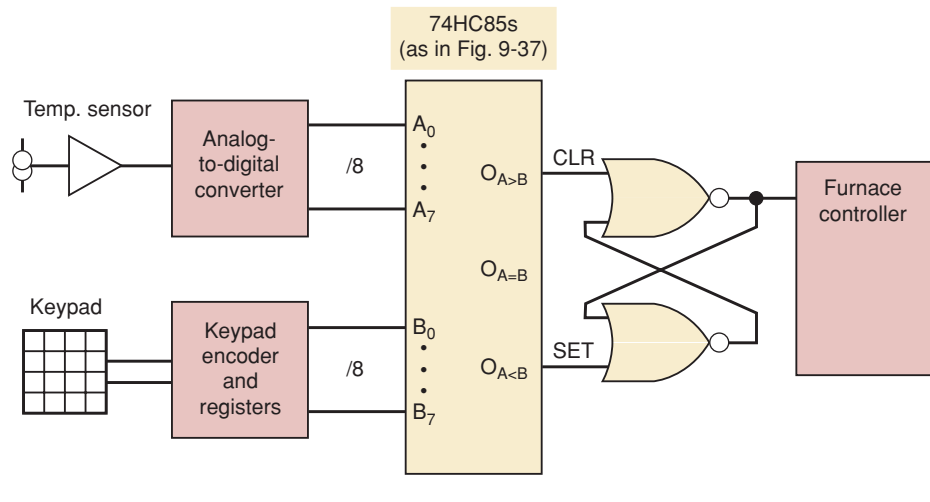 74HC85s
(as in Fig. 9-37)
Temp. sensor
Analog-
to-digital
converter
/8
A0
A7
OA>B
CLR
Furnace
controller
OA=B
Keypad
Keypad
encoder
and
registers
/8
B0
B7
OA<B
SET